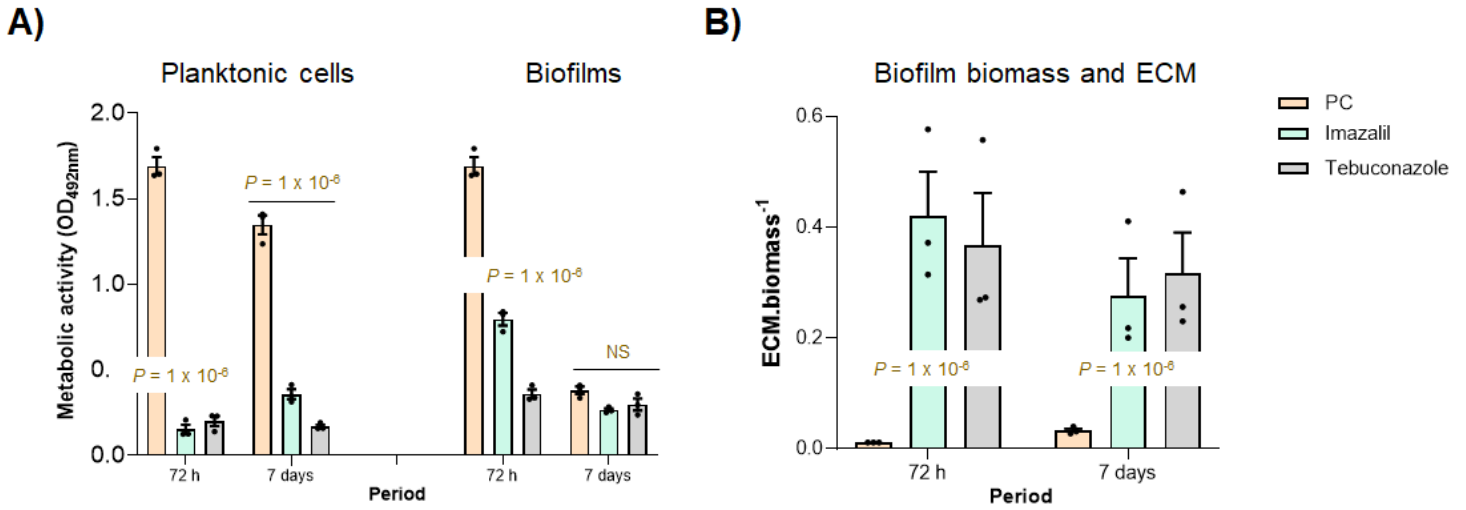 A)
B)
Planktonic cells
Biofilms
Biofilm biomass and ECM
PC
Imazalil
Tebuconazole
Metabolic activity (OD492nm)
2.0
1.5
1.0
0.
0.0
P = 1 x 10-6
P = 1 x 10-6
P = 1 x 10-6
NS
72 h
7 days
72 h
7 days
Period
ECM.biomass-1
0.6
0.4
0.2
0.0
P = 1 x 10-6
P = 1 x 10-6
72 h
7 days
Period